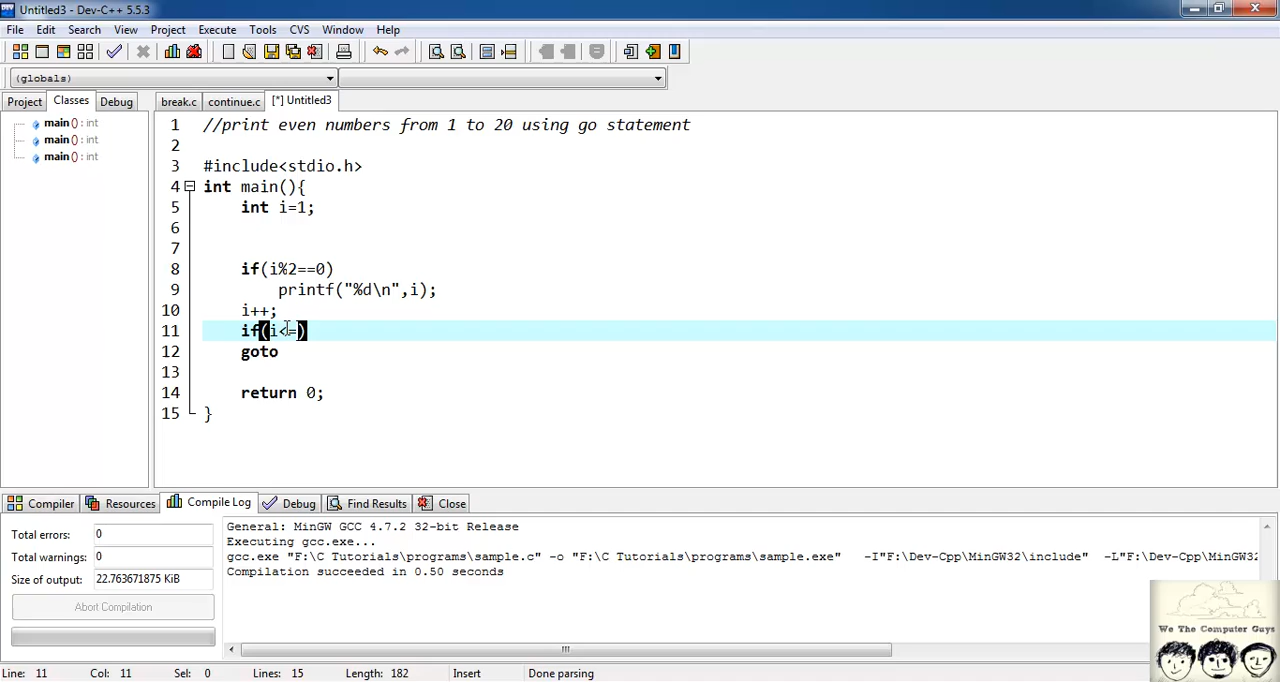 Untitled3 - Dev-C++ 5.5.3
File Edit Search View Project Execute Tools CVS Window Help
(globals)
Project Classes Debug break.c continue.c [*] Untitled3
main () : int
main () : int
main () : int
1 //print even numbers from 1 to 20 using go statement
2
3 #include<stdio.h>
4 int main(){
5 int i=1;
6
7
8 if(i%2==0)
9 printf("%d\n",i);
10 i++;
11 if(i<=)
12 goto
13
14 return 0;
15 }
Compiler Resources Compile Log Debug Find Results Close
Total errors: 0
Total warnings: 0
Size of output: 22.763671875 KiB
Abort Compilation
General: MinGW GCC 4.7.2 32-bit Release
Executing gcc.exe...
gcc.exe "F:\C Tutorials\programs\sample.c" -o "F:\C Tutorials\programs\sample.exe" -I"F:\Dev-Cpp\MinGW32\include" -L"F:\Dev-Cpp\MinGW32
Compilation succeeded in 0.50 seconds
We The Computer Guys
Line: 11 Col: 11 Sel: 0 Lines: 15 Length: 182 Insert Done parsing